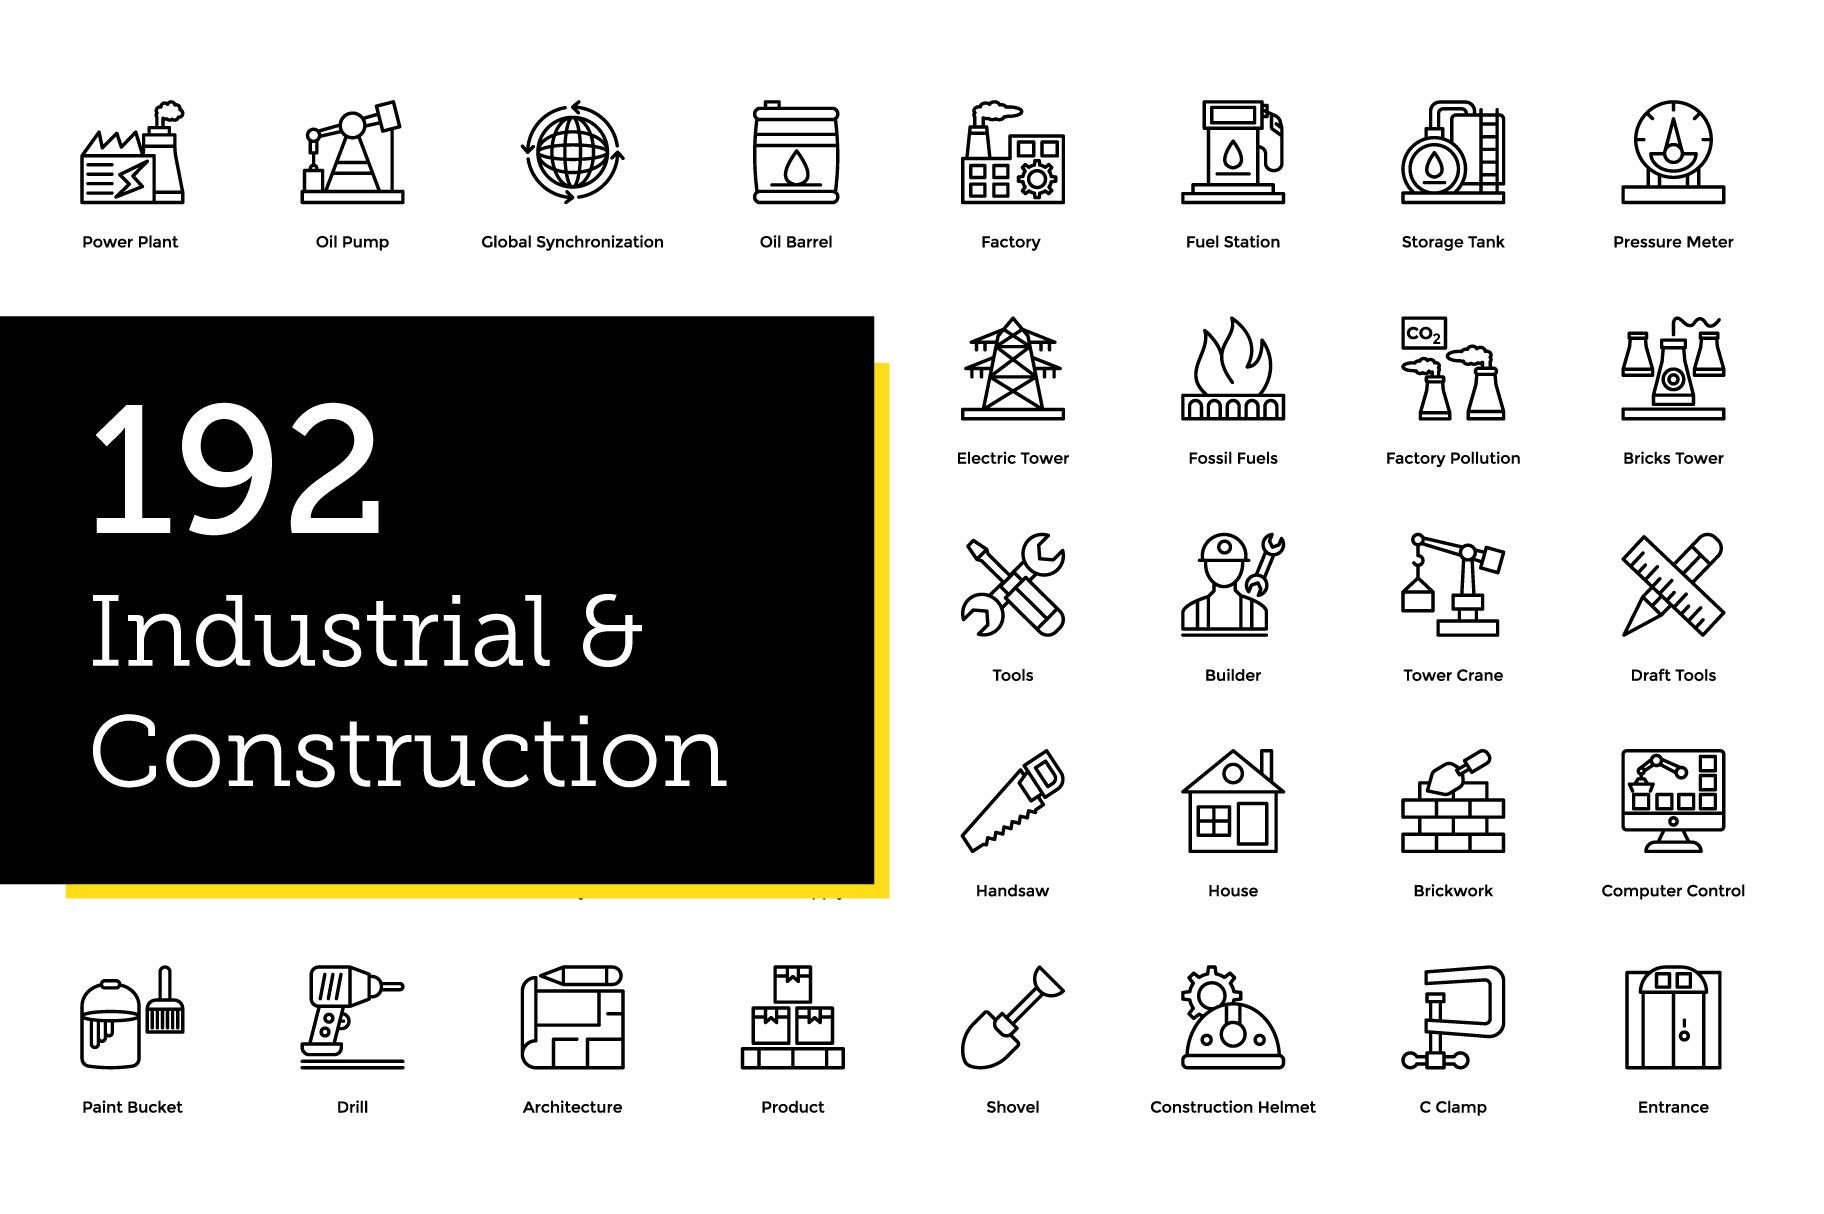 Power Plant
Oil Pump
Global Synchronization
Oil Barrel
Factory
Fuel Station
Storage Tank
Pressure Meter
192
Industrial &
Construction
CO2
Electric Tower
Fossil Fuels
Factory Pollution
Bricks Tower
Tools
Builder
Tower Crane
Draft Tools
Handsaw
House
Brickwork
Computer Control
Paint Bucket
Drill
Architecture
Product
Shovel
Construction Helmet
C Clamp
Entrance